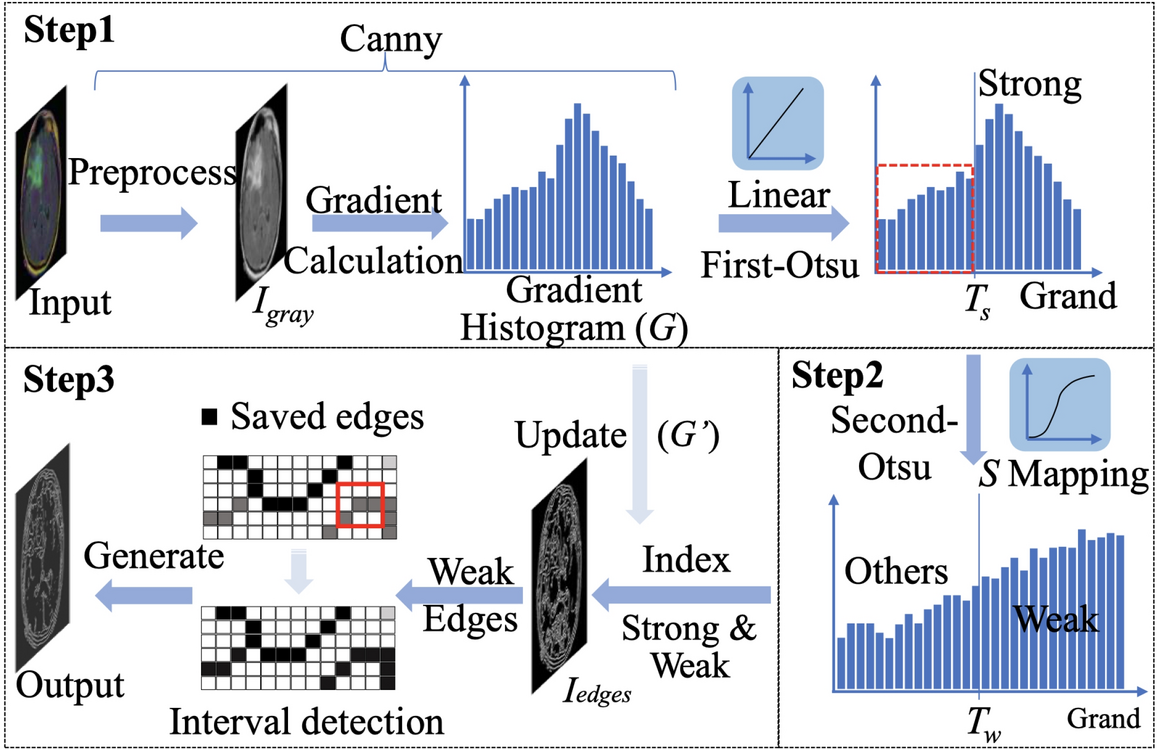 Step1
Canny
Preprocess
Input
I_gray
Gradient
Calculation
Gradient
Histogram (G)
Linear
First-Otsu
Strong
T_s
Grand
Step2
Second-
Otsu
S Mapping
Others
Weak
T_w
Grand
Step3
Saved edges
Update
(G’)
Index
Strong &
Weak
I_edges
Weak
Edges
Interval detection
Generate
Output